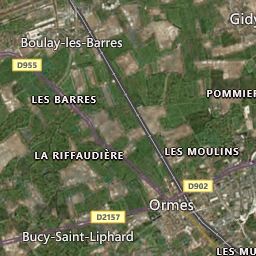 Gidy
Boulay-les-Barres
D955
LES BARRES
POMMIER
LA RIFFAUDIÈRE
LES MOULINS
D902
Ormes
D2157
Bucy-Saint-Liphard
LES MU